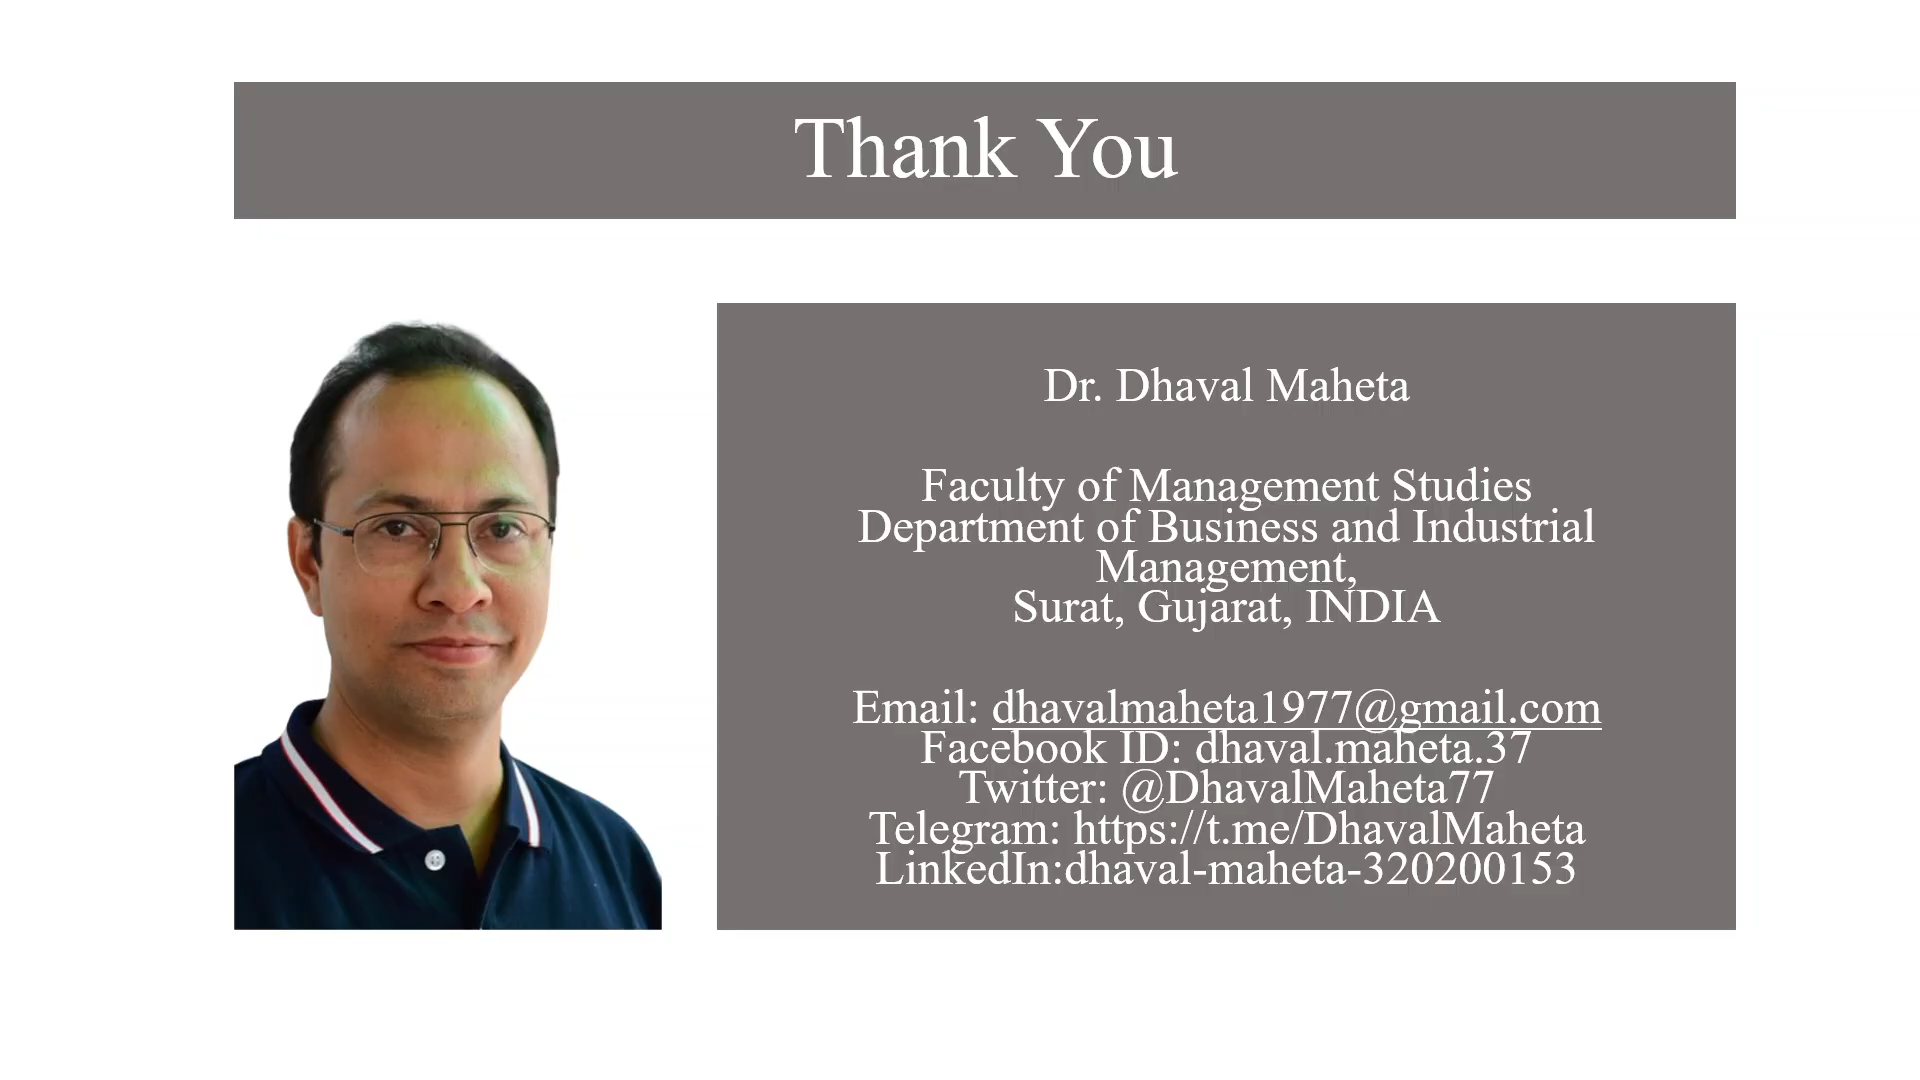 Thank You
Dr. Dhaval Maheta
Faculty of Management Studies
Department of Business and Industrial
Management,
Surat, Gujarat, INDIA
Email: dhavalmaheta1977@gmail.com
Facebook ID: dhaval.maheta.37
Twitter: @DhavalMaheta77
Telegram: https://t.me/DhavalMaheta
LinkedIn:dhaval-maheta-320200153